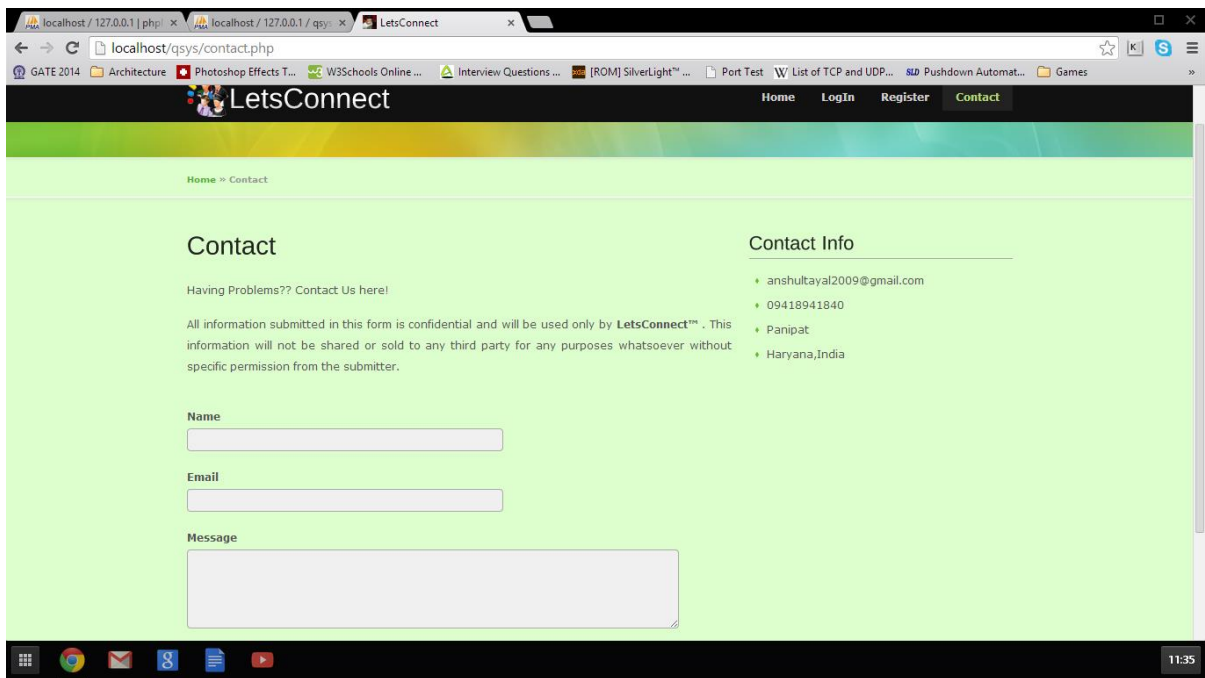 localhost / 127.0.0.1 | phpl
localhost / 127.0.0.1 / qsys
LetsConnect
localhost/qsys/contact.php
GATE 2014 Architecture Photoshop Effects T... W3Schools Online ... Interview Questions ... [ROM] SilverLight™ ... Port Test List of TCP and UDP... Pushdown Automat... Games »
LetsConnect
Home LogIn Register Contact
Home » Contact
Contact
Having Problems?? Contact Us here!
All information submitted in this form is confidential and will be used only by LetsConnect™ . This
information will not be shared or sold to any third party for any purposes whatsoever without
specific permission from the submitter.
Name
Email
Message
Contact Info
anshultayal2009@gmail.com
09418941840
Panipat
Haryana,India
11:35